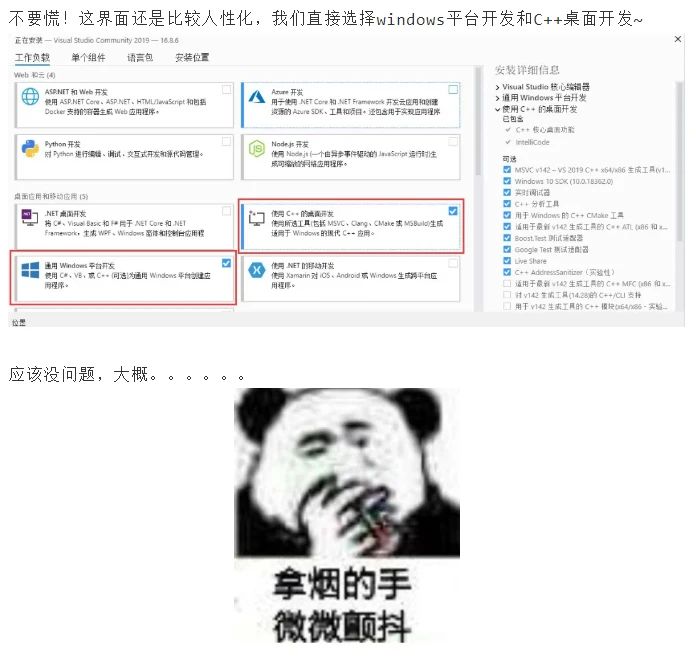 不要慌！这界面还是比较人性化，我们直接选择windows平台开发和C++桌面开发~
正在安装 — Visual Studio Community 2019 — 16.8.6
工作负载 单个组件 语言包 安装位置
Web 和云 (4)
ASP.NET 和 Web 开发
使用 ASP.NET Core、ASP.NET、HTML/JavaScript 和包括
Docker 支持的容器生成 Web 应用程序。
Azure 开发
用于使用 .NET Core 和 .NET Framework 开发云应用和创建
资源的 Azure SDK、工具和项目。还包含用于实现应用程序
Python 开发
对 Python 进行编辑、调试、交互式开发和源代码管理。
Node.js 开发
使用 Node.js (一个由异步事件驱动的 JavaScript 运行时)生
成可缩放的网络应用程序。
桌面应用和移动应用 (5)
.NET 桌面开发
将 C#、Visual Basic 和 F# 用于 .NET Core 和 .NET
Framework，生成 WPF、Windows 窗体和控制台应用程
使用 C++ 的桌面开发
使用所选工具(包括 MSVC、Clang、CMake 或 MSBuild)生成
适用于 Windows 的现代 C++ 应用。
通用 Windows 平台开发
使用 C#、VB、或 C++ (可选)为通用 Windows 平台创建应
用程序。
使用 .NET 的移动开发
使用 Xamarin 对 iOS、Android 或 Windows 生成跨平台应
用程序。
位置
安装详细信息
Visual Studio 核心编辑器
通用 Windows 平台开发
使用 C++ 的桌面开发
已包含
C++ 核心桌面功能
IntelliCode
可选
MSVC v142 – VS 2019 C++ x64/x86 生成工具(v1...
Windows 10 SDK (10.0.18362.0)
实时调试器
C++ 分析工具
用于 Windows 的 C++ CMake 工具
适用于最新 v142 生成工具的 C++ ATL (x86 和 x...
Boost.Test 测试适配器
Google Test 测试适配器
Live Share
C++ AddressSanitizer (实验性)
适用于最新 v142 生成工具的 C++ MFC (x86 和 x...
对 v142 生成工具(14.28)的 C++/CLI 支持
用于 v142 生成工具的 C++ 模块(x64/x86 - 实验...
应该没问题，大概。。。。。。
拿烟的手
微微颤抖